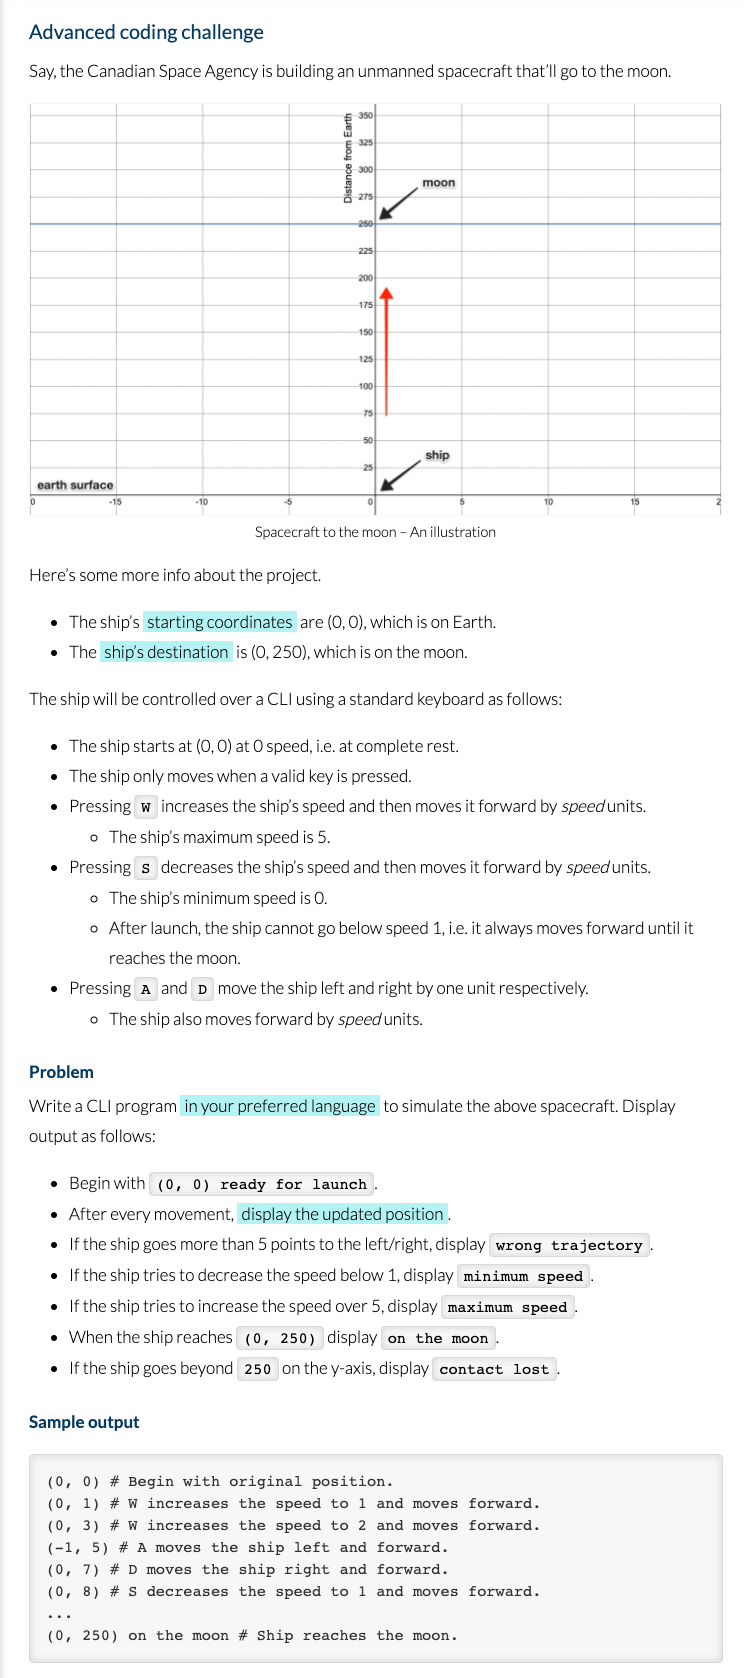 Advanced coding challenge
Say, the Canadian Space Agency is building an unmanned spacecraft that'll go to the moon.
Distance from Earth
350
325
300
moon
275
250
225
200
175
150
125
100
75
50
ship
25
earth surface
0 -15 -10 -5 0 5 10 15 2
Spacecraft to the moon – An illustration
Here's some more info about the project.
• The ship's starting coordinates are (0, 0), which is on Earth.
• The ship's destination is (0, 250), which is on the moon.
The ship will be controlled over a CLI using a standard keyboard as follows:
• The ship starts at (0, 0) at 0 speed, i.e. at complete rest.
• The ship only moves when a valid key is pressed.
• Pressing W increases the ship's speed and then moves it forward by speed units.
○ The ship's maximum speed is 5.
• Pressing S decreases the ship's speed and then moves it forward by speed units.
○ The ship's minimum speed is 0.
○ After launch, the ship cannot go below speed 1, i.e. it always moves forward until it
reaches the moon.
• Pressing A and D move the ship left and right by one unit respectively.
○ The ship also moves forward by speed units.
Problem
Write a CLI program in your preferred language to simulate the above spacecraft. Display
output as follows:
• Begin with (0, 0) ready for launch.
• After every movement, display the updated position.
• If the ship goes more than 5 points to the left/right, display wrong trajectory.
• If the ship tries to decrease the speed below 1, display minimum speed.
• If the ship tries to increase the speed over 5, display maximum speed.
• When the ship reaches (0, 250) display on the moon.
• If the ship goes beyond 250 on the y-axis, display contact lost.
Sample output
(0, 0) # Begin with original position.
(0, 1) # W increases the speed to 1 and moves forward.
(0, 3) # W increases the speed to 2 and moves forward.
(-1, 5) # A moves the ship left and forward.
(0, 7) # D moves the ship right and forward.
(0, 8) # S decreases the speed to 1 and moves forward.
...
(0, 250) on the moon # Ship reaches the moon.